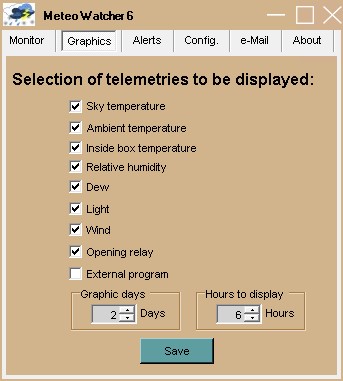 Meteo Watcher 6
Monitor Graphics Alerts Config. e-Mail About
Selection of telemetries to be displayed:
Sky temperature
Ambient temperature
Inside box temperature
Relative humidity
Dew
Light
Wind
Opening relay
External program
Graphic days Hours to display
2 Days 6 Hours
Save